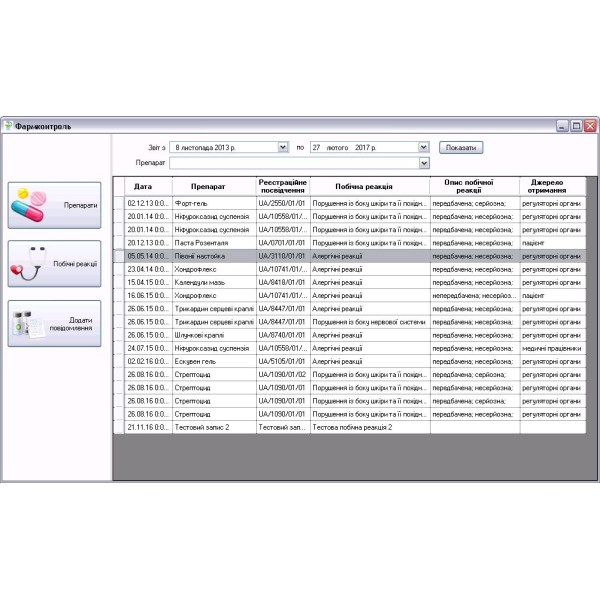 Фармконтроль
Звіт з 8 листопада 2013 р. по 27 лютого 2017 р. Показати
Препарат
Препарати
Побічні реакції
Додати
повідомлення
Дата Препарат Реєстраційне посвідчення Побічна реакція Опис побічної реакції Джерело отримання
02.12.13 0:0... Форт-гель UA/2550/01/01 Порушення із боку шкіри та її похідн... передбачена; серйозна; регуляторні органи
20.01.14 0:0... Ніфуроксазид суспензія UA/10558/01/... Порушення із боку шкіри та її похідн... передбачена; несерйозна; регуляторні органи
20.01.14 0:0... Ніфуроксазид суспензія UA/10558/01/... Порушення із боку шкіри та її похідн... передбачена; несерйозна; регуляторні органи
20.12.13 0:0... Паста Розенталя UA/0701/01/01 Порушення із боку шкіри та її похідн... передбачена; несерйозна; пацієнт
05.05.14 0:0... Півонії настойка UA/3110/01/01 Алергічні реакції передбачена; несерйозна; регуляторні органи
23.04.14 0:0... Хондрофлекс UA/10741/01/... Алергічні реакції передбачена; несерйозна; регуляторні органи
15.04.15 0:0... Календули мазь UA/8418/01/01 Алергічні реакції передбачена; несерйозна; регуляторні органи
16.06.15 0:0... Хондрофлекс UA/10741/01/... Алергічні реакції непередбачена; несерйоз... пацієнт
26.06.15 0:0... Трикардин серцеві краплі UA/8447/01/01 Алергічні реакції передбачена; несерйозна; регуляторні органи
26.06.15 0:0... Трикардин серцеві краплі UA/8447/01/01 Порушення із боку нервової системи передбачена; несерйозна; регуляторні органи
26.06.15 0:0... Шлункові краплі UA/8740/01/01 Алергічні реакції передбачена; несерйозна; регуляторні органи
24.07.15 0:0... Ніфуроксазид суспензія UA/10558/01/... Алергічні реакції передбачена; несерйозна; медичні працівники
02.02.16 0:0... Ескувен гель UA/5105/01/01 Алергічні реакції передбачена; несерйозна; регуляторні органи
26.08.16 0:0... Стрептоцид UA/1090/01/02 Порушення із боку шкіри та її похідн... передбачена; серйозна; регуляторні органи
26.08.16 0:0... Стрептоцид UA/1090/01/01 Порушення із боку шкіри та її похідн... передбачена; несерйозна; регуляторні органи
26.08.16 0:0... Стрептоцид UA/1090/01/01 Порушення із боку шкіри та її похідн... передбачена; серйозна; регуляторні органи
26.08.16 0:0... Стрептоцид UA/1090/01/01 Порушення із боку шкіри та її похідн... передбачена; несерйозна; регуляторні органи
21.11.16 0:0... Тестовий запис 2 Тестовий зап... Тестова побічна реакція 2